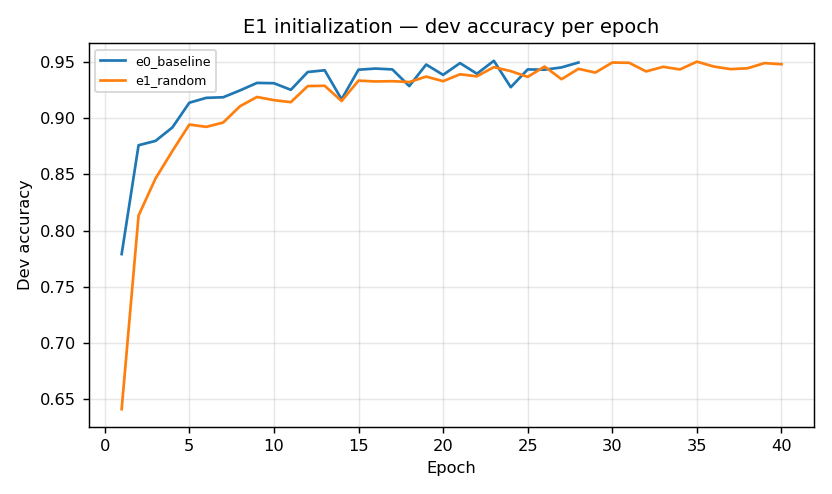 E1 initialization — dev accuracy per epoch
e0_baseline
e1_random
Dev accuracy
0.95
0.90
0.85
0.80
0.75
0.70
0.65
0 5 10 15 20 25 30 35 40
Epoch